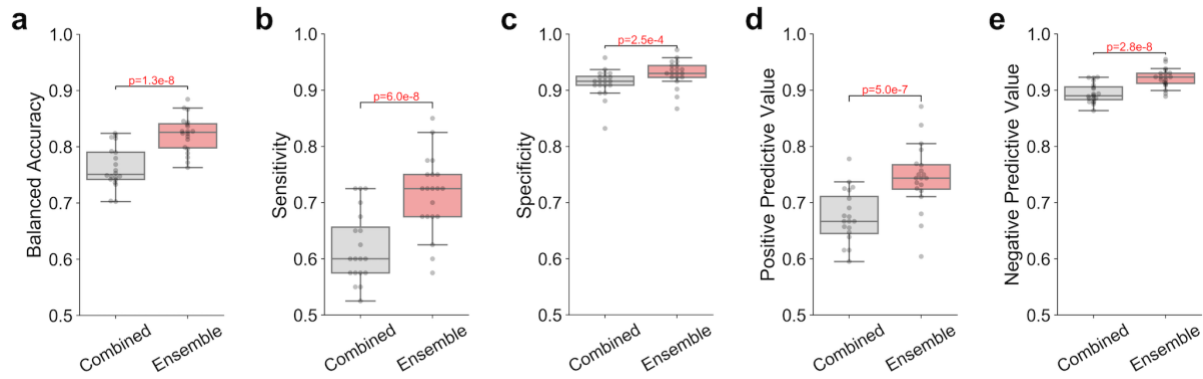 a
Balanced Accuracy
1.0
0.9
0.8
0.7
0.6
0.5
p=1.3e-8
Combined
Ensemble
b
Sensitivity
1.0
0.9
0.8
0.7
0.6
0.5
p=6.0e-8
Combined
Ensemble
c
Specificity
1.0
0.9
0.8
0.7
0.6
0.5
p=2.5e-4
Combined
Ensemble
d
Positive Predictive Value
1.0
0.9
0.8
0.7
0.6
0.5
p=5.0e-7
Combined
Ensemble
e
Negative Predictive Value
1.0
0.9
0.8
0.7
0.6
0.5
p=2.8e-8
Combined
Ensemble